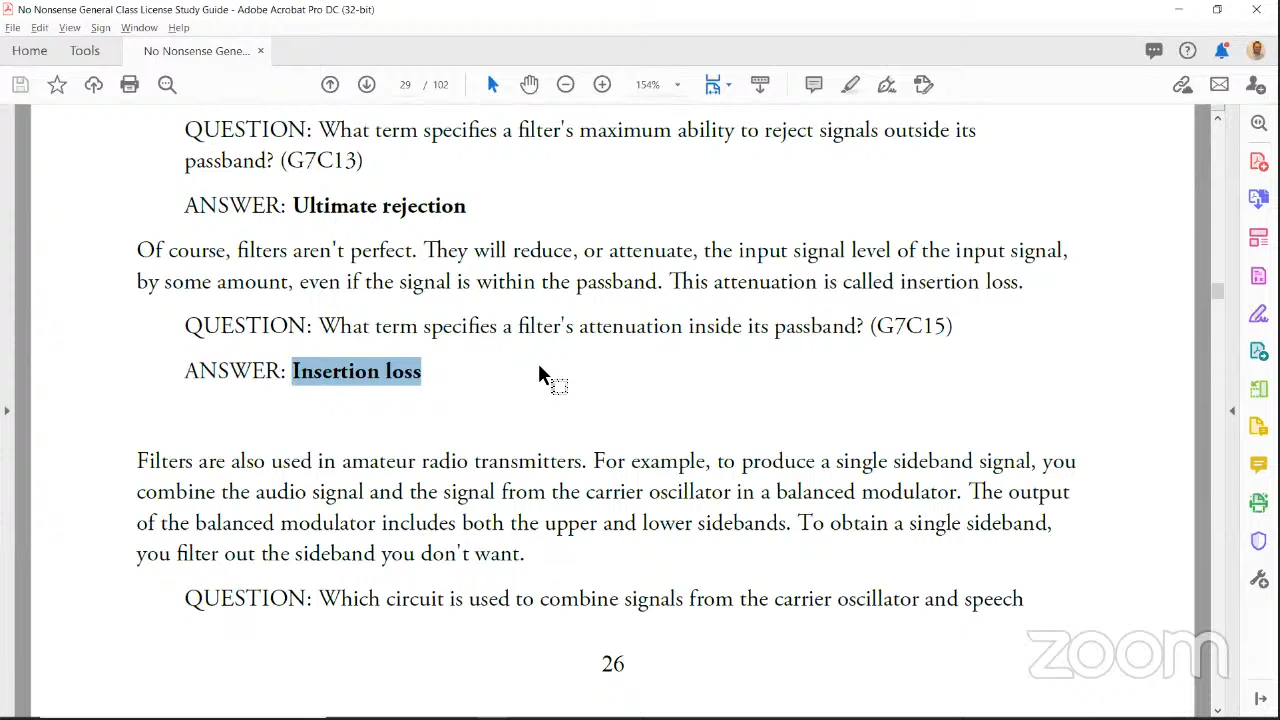 No Nonsense General Class License Study Guide - Adobe Acrobat Pro DC (32-bit)
File Edit View Sign Window Help
Home Tools No Nonsense Gene... ×
29 / 102 154%
QUESTION: What term specifies a filter's maximum ability to reject signals outside its
passband? (G7C13)
ANSWER: Ultimate rejection
Of course, filters aren't perfect. They will reduce, or attenuate, the input signal level of the input signal,
by some amount, even if the signal is within the passband. This attenuation is called insertion loss.
QUESTION: What term specifies a filter's attenuation inside its passband? (G7C15)
ANSWER: Insertion loss
Filters are also used in amateur radio transmitters. For example, to produce a single sideband signal, you
combine the audio signal and the signal from the carrier oscillator in a balanced modulator. The output
of the balanced modulator includes both the upper and lower sidebands. To obtain a single sideband,
you filter out the sideband you don't want.
QUESTION: Which circuit is used to combine signals from the carrier oscillator and speech
26
zoom